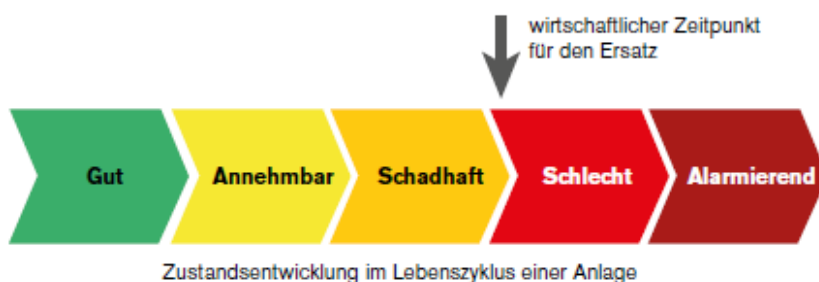 wirtschaftlicher Zeitpunkt
für den Ersatz
Gut
Annehmbar
Schadhaft
Schlecht
Alarmierend
Zustandsentwicklung im Lebenszyklus einer Anlage